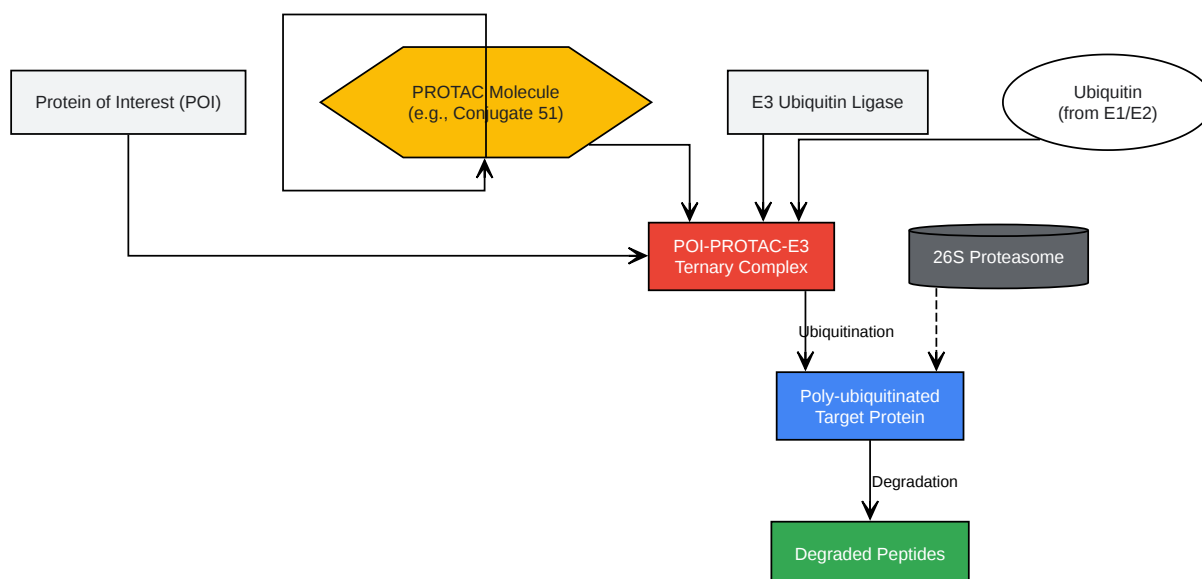 Protein of Interest (POI)
PROTAC Molecule
(e.g., Conjugate 51)
E3 Ubiquitin Ligase
Ubiquitin
(from E1/E2)
POI-PROTAC-E3
Ternary Complex
26S Proteasome
Ubiquitination
Poly-ubiquitinated
Target Protein
Degradation
Degraded Peptides